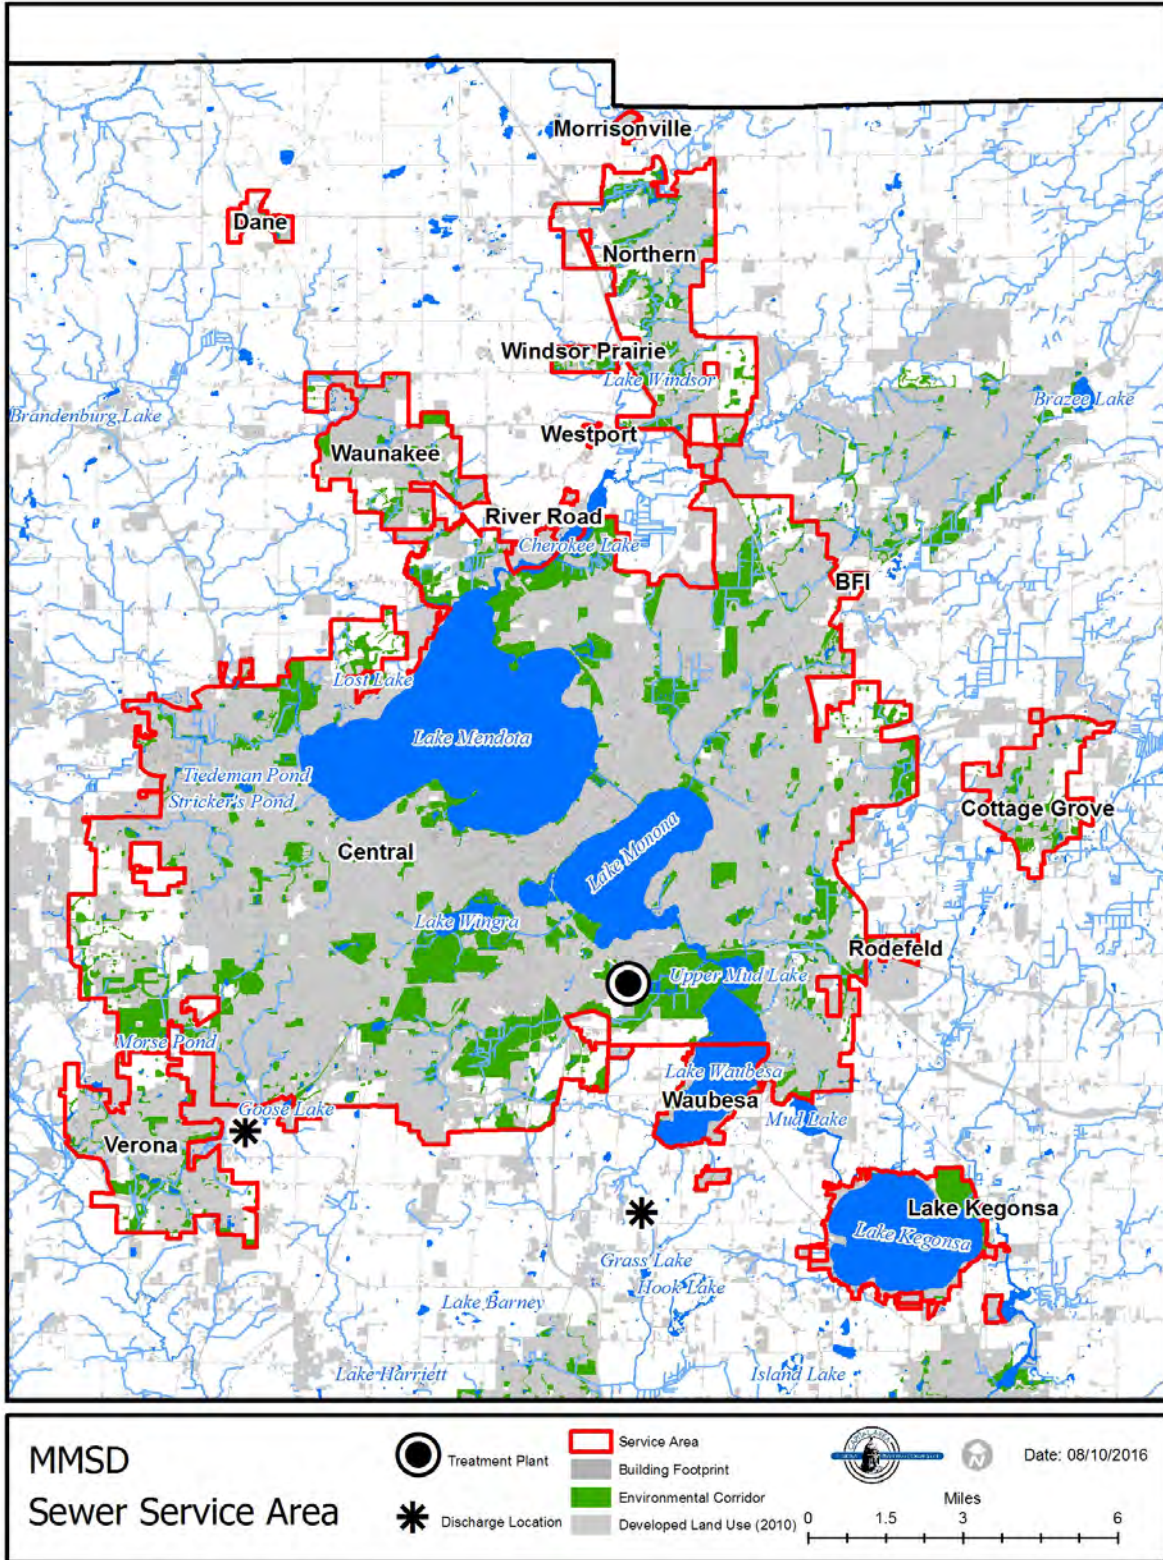 Morrisonville
Dane
Northern
Windsor Prairie
Lake Windsor
Brandenburg Lake
Brazee Lake
Westport
Waunakee
River Road
Cherokee Lake
BFI
Lost Lake
Lake Mendota
Tiedeman Pond
Stricker's Pond
Cottage Grove
Central
Lake Monona
Lake Wingra
Rodefeld
Upper Mud Lake
Morse Pond
Lake Waubesa
Waubesa
Goose Lake
Mud Lake
Verona
Lake Kegonsa
Lake Kegonsa
Grass Lake
Hook Lake
Lake Barney
Lake Harriett
Island Lake
MMSD
Sewer Service Area
Treatment Plant
Discharge Location
Service Area
Building Footprint
Environmental Corridor
Developed Land Use (2010)
N
Date: 08/10/2016
Miles
0 1.5 3 6